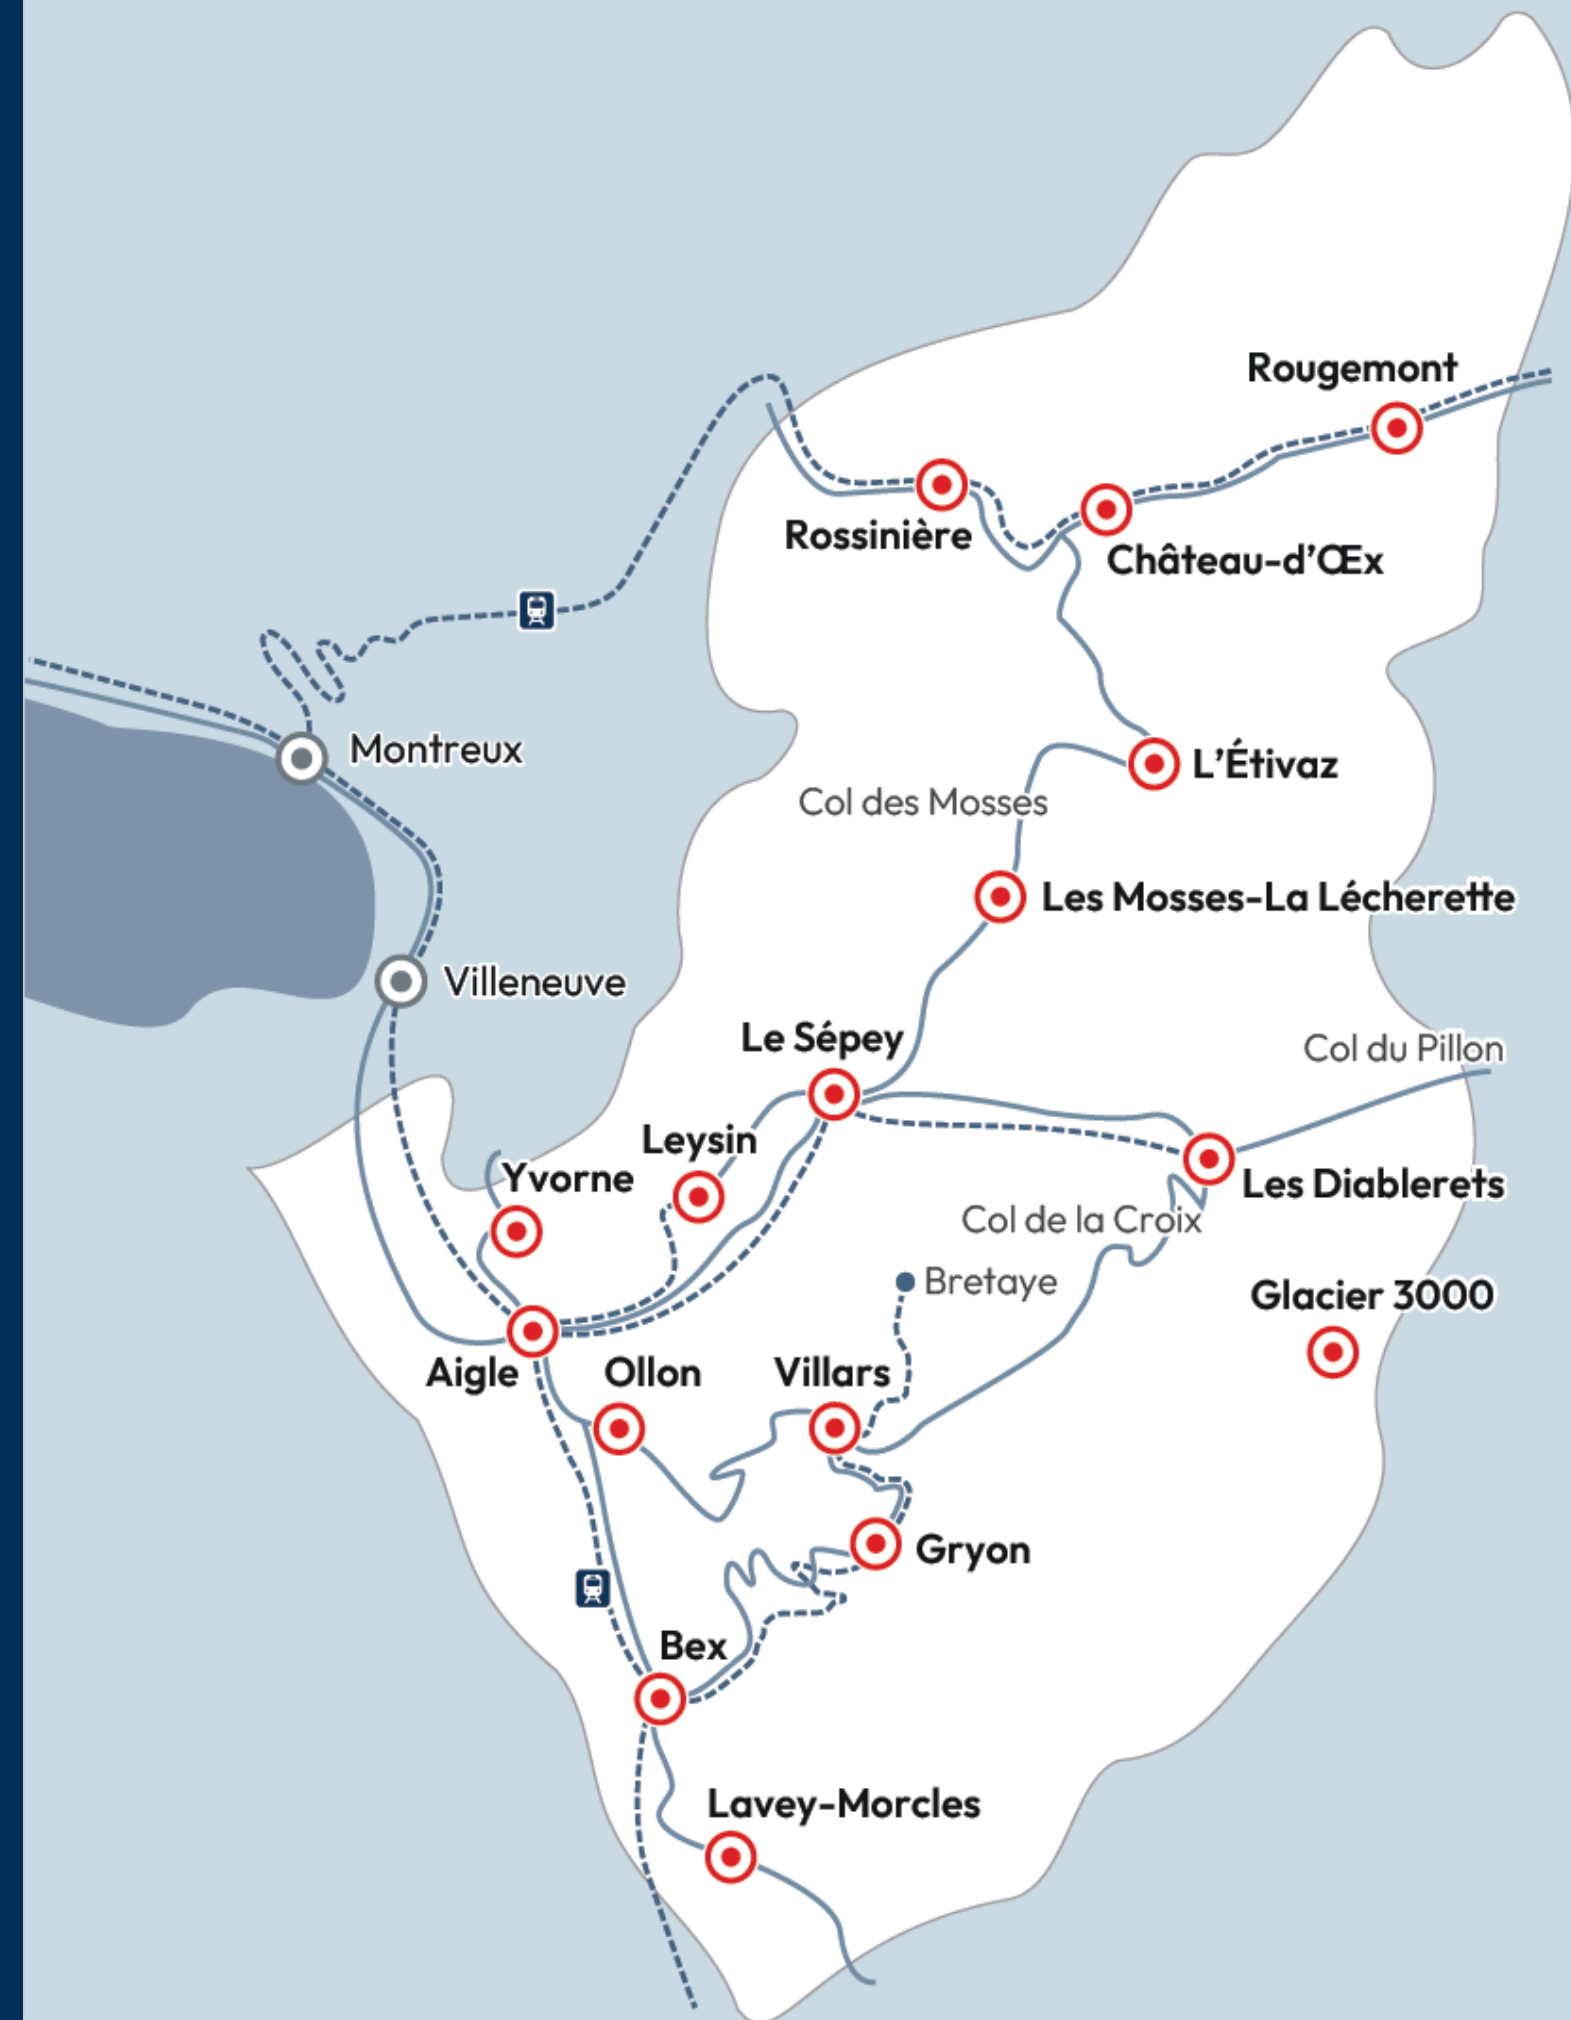 Rougemont
Rossinière
Château-d’Œx
Montreux
L’Étivaz
Col des Mosses
Les Mosses-La Lécherette
Villeneuve
Le Sépey
Col du Pillon
Leysin
Yvorne
Les Diablerets
Col de la Croix
Bretaye
Glacier 3000
Aigle
Ollon
Villars
Gryon
Bex
Lavey-Morcles